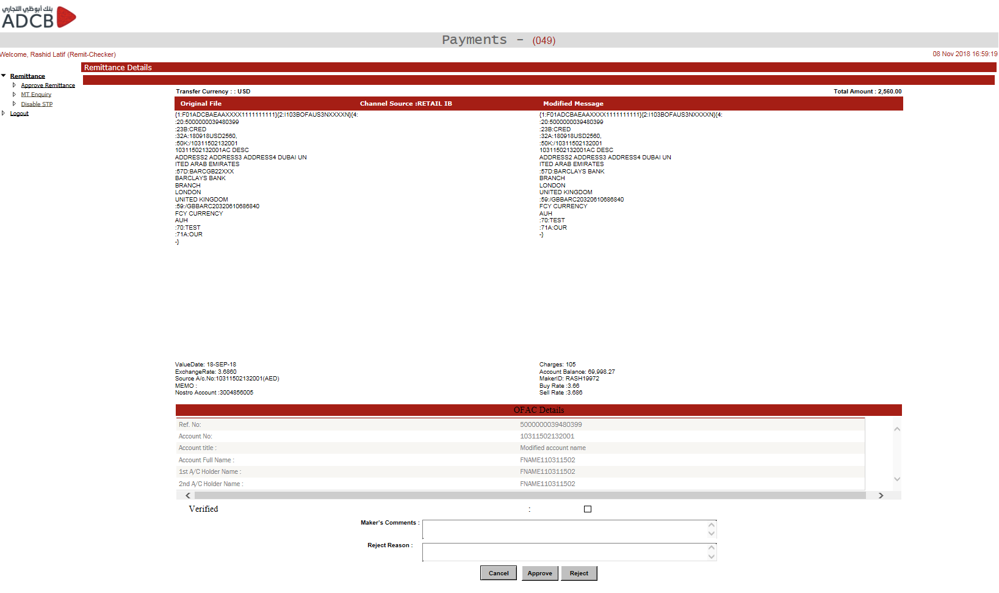 بنك أبوظبي التجاري
ADCB
Payments - (049)
Welcome, Rashid Latif (Remit-Checker)
08 Nov 2018 16:59:19
Remittance Details
Remittance
Approve Remittance
MT Enquiry
Disable STP
Logout
Transfer Currency : : USD
Total Amount : 2,560.00
Original File
Channel Source :RETAIL IB
Modified Message
{1:F01ADCBAEAAXXXX1111111111}{2:I103BOFAUS3NXXXXN}{4:
:20:5000000039480399
:23B:CRED
:32A:180918USD2560,
:50K:/10311502132001
10311502132001AC DESC
ADDRESS2 ADDRESS3 ADDRESS4 DUBAI UN
ITED ARAB EMIRATES
:57D:BARCGB22XXX
BARCLAYS BANK
BRANCH
LONDON
UNITED KINGDOM
:59:/GBBARC20320610686840
FCY CURRENCY
AUH
:70:TEST
:71A:OUR
-}
{1:F01ADCBAEAAXXXX1111111111}{2:I103BOFAUS3NXXXXN}{4:
:20:5000000039480399
:23B:CRED
:32A:180918USD2560,
:50K:/10311502132001
10311502132001AC DESC
ADDRESS2 ADDRESS3 ADDRESS4 DUBAI UN
ITED ARAB EMIRATES
:57D:BARCLAYS BANK
BRANCH
LONDON
UNITED KINGDOM
:59:/GBBARC20320610686840
FCY CURRENCY
AUH
:70:TEST
:71A:OUR
-}
ValueDate: 18-SEP-18
ExchangeRate: 3.6860
Source A/c.No:10311502132001(AED)
MEMO :
Nostro Account :3004856005
Charges: 105
Account Balance: 69,998.27
MakerID: RASH19972
Buy Rate :3.66
Sell Rate :3.686
OFAC Details
Ref. No: 5000000039480399
Account No: 10311502132001
Account title : Modified account name
Account Full Name : FNAME110311502
1st A/C Holder Name : FNAME110311502
2nd A/C Holder Name : FNAME110311502
Verified :
Maker's Comments :
Reject Reason :
Cancel Approve Reject